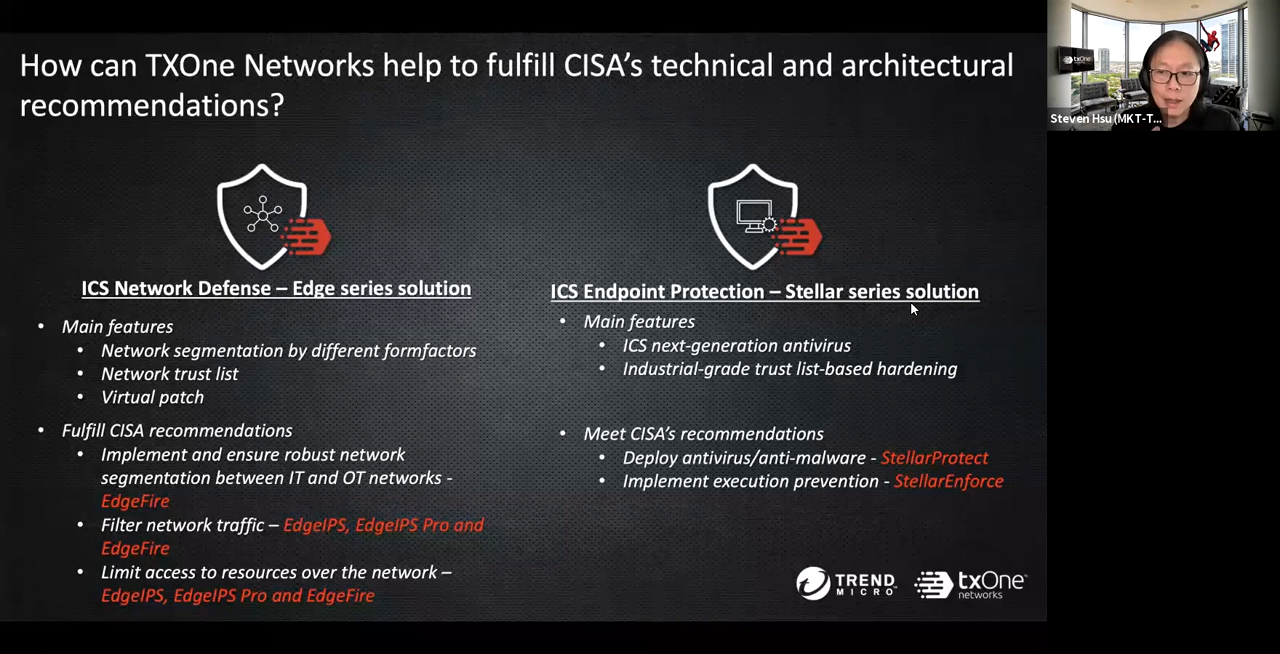 How can TXOne Networks help to fulfill CISA's technical and architectural
recommendations?
txOne
Steven Hsu (MKT-T...
ICS Network Defense – Edge series solution
• Main features
• Network segmentation by different formfactors
• Network trust list
• Virtual patch
• Fulfill CISA recommendations
• Implement and ensure robust network
segmentation between IT and OT networks -
EdgeFire
• Filter network traffic – EdgeIPS, EdgeIPS Pro and
EdgeFire
• Limit access to resources over the network –
EdgeIPS, EdgeIPS Pro and EdgeFire
ICS Endpoint Protection – Stellar series solution
• Main features
• ICS next-generation antivirus
• Industrial-grade trust list-based hardening
• Meet CISA's recommendations
• Deploy antivirus/anti-malware - StellarProtect
• Implement execution prevention - StellarEnforce
TREND
MICRO
txOne
networks